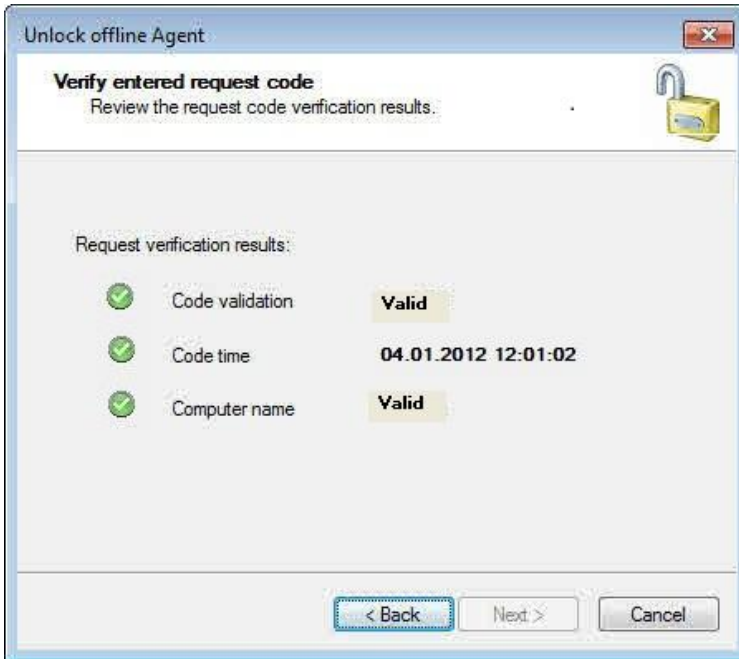 Unlock offline Agent
Verify entered request code
Review the request code verification results.
Request verification results:
Code validation Valid
Code time 04.01.2012 12:01:02
Computer name Valid
< Back Next > Cancel